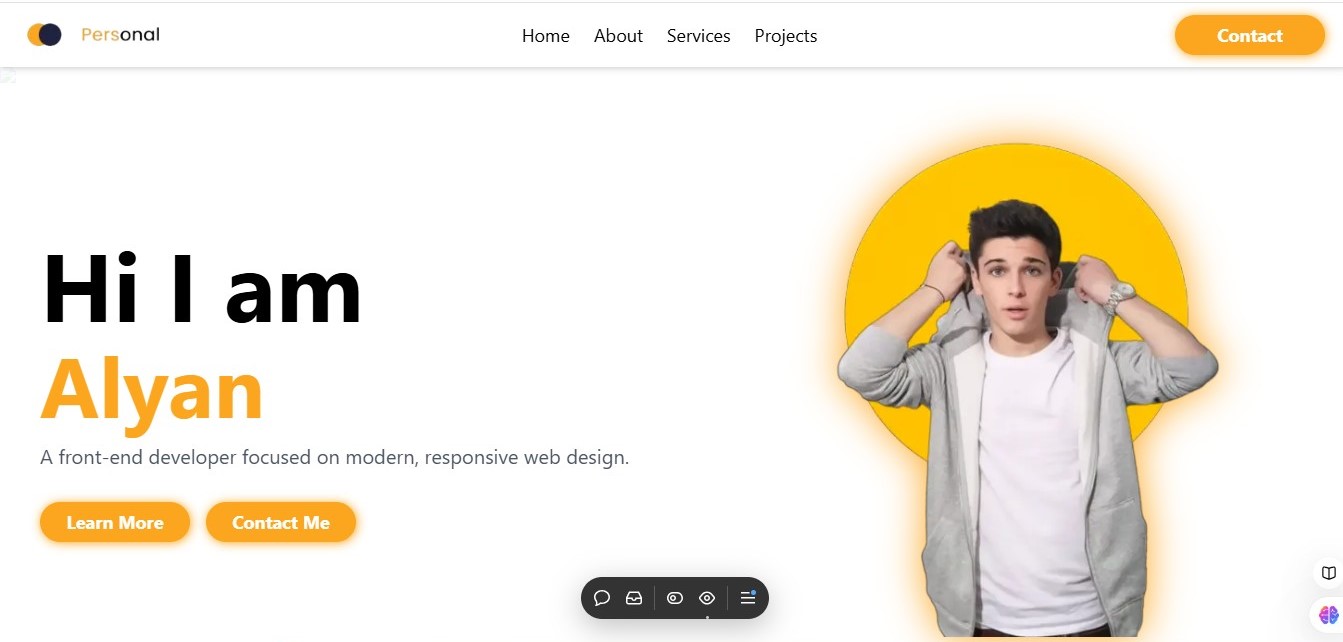 Personal
Home About Services Projects
Contact
Hi I am
Alyan
A front-end developer focused on modern, responsive web design.
Learn More Contact Me